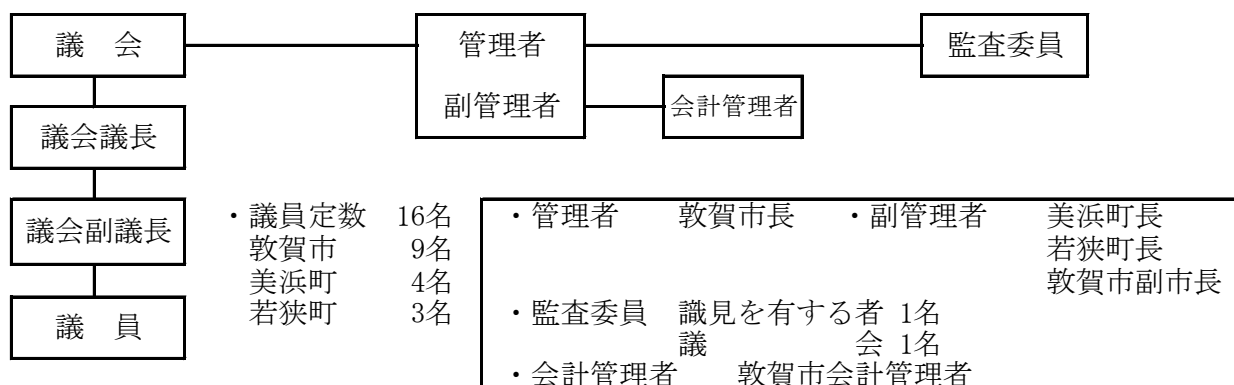 議　会
管理者
監査委員
副管理者
会計管理者
議会議長
議会副議長
議　員
・議員定数　16名
敦賀市　9名
美浜町　4名
若狭町　3名
・管理者　敦賀市長　・副管理者　美浜町長
若狭町長
敦賀市副市長
・監査委員　識見を有する者 1名
議　会 1名
・会計管理者　敦賀市会計管理者